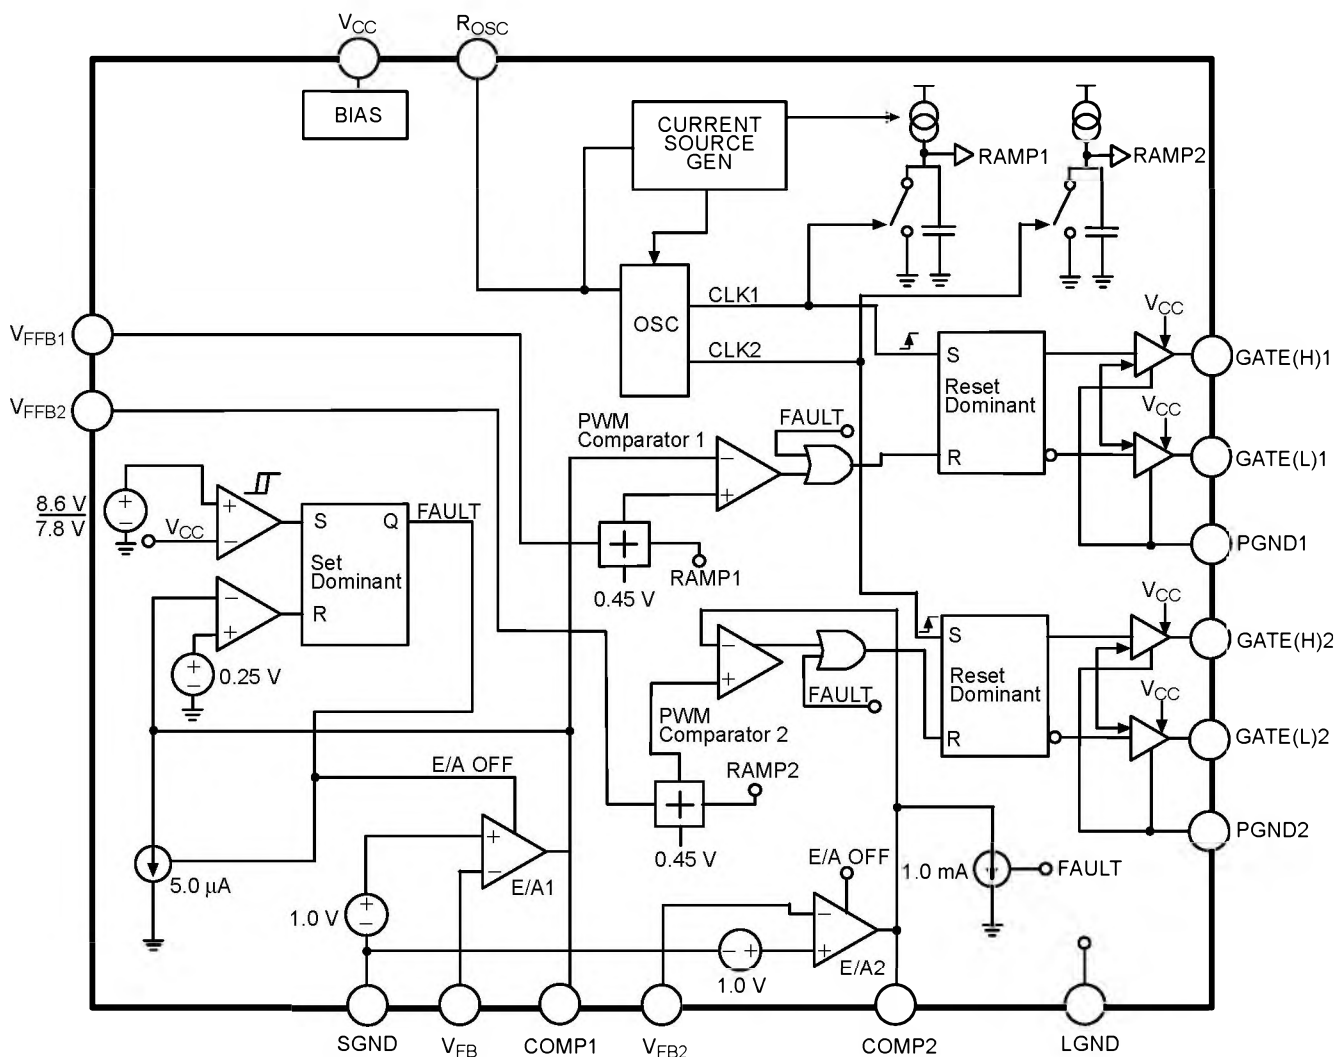 VCC
ROSC
BIAS
CURRENT
SOURCE
GEN
RAMP1
RAMP2
OSC
CLK1
CLK2
VFFB1
VFFB2
S
Reset
Dominant
R
VCC
GATE(H)1
VCC
GATE(L)1
PGND1
PWM
Comparator 1
FAULT
−
+
+
RAMP1
0.45 V
8.6 V
7.8 V
+
−
+
−
VCC
S
Q
FAULT
Set
Dominant
R
−
+
+
−
0.25 V
−
+
FAULT
PWM
Comparator 2
+
RAMP2
0.45 V
S
Reset
Dominant
R
VCC
GATE(H)2
VCC
GATE(L)2
PGND2
E/A OFF
+
−
E/A1
5.0 µA
1.0 V
+
−
E/A OFF
−
+
E/A2
− +
1.0 V
1.0 mA
FAULT
SGND
VFB
COMP1
VFB2
COMP2
LGND